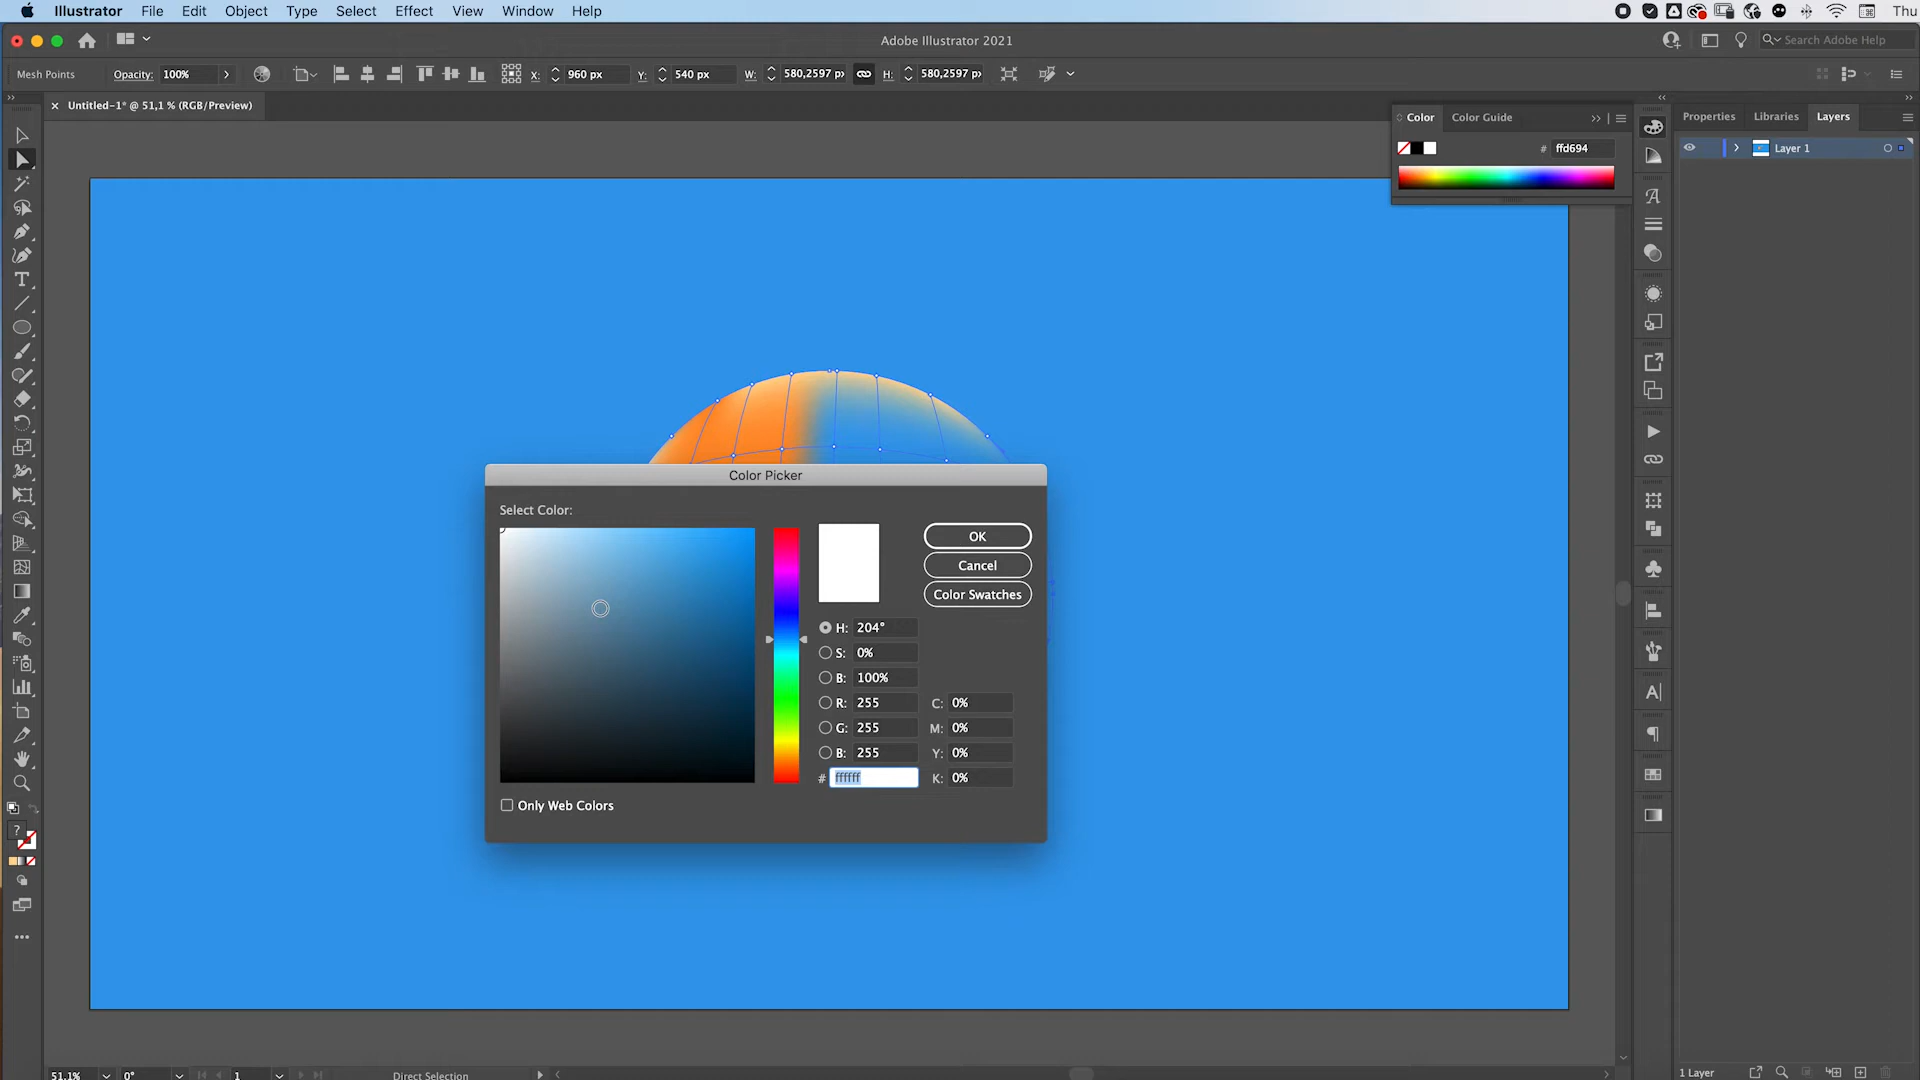 Illustrator File Edit Object Type Select Effect View Window Help Thu
Adobe Illustrator 2021
Search Adobe Help
Mesh Points Opacity: 100% X: 960 px Y: 540 px W: 580,2597 p H: 580,2597 p
Untitled-1* @ 51,1 % (RGB/Preview)
Color Color Guide
# ffd694
Properties Libraries Layers
Layer 1
Color Picker
Select Color:
OK
Cancel
Color Swatches
H: 204°
S: 0%
B: 100%
R: 255 C: 0%
G: 255 M: 0%
B: 255 Y: 0%
# ffffff K: 0%
Only Web Colors
?
51,1% 0° 1 Direct Selection
1 Layer